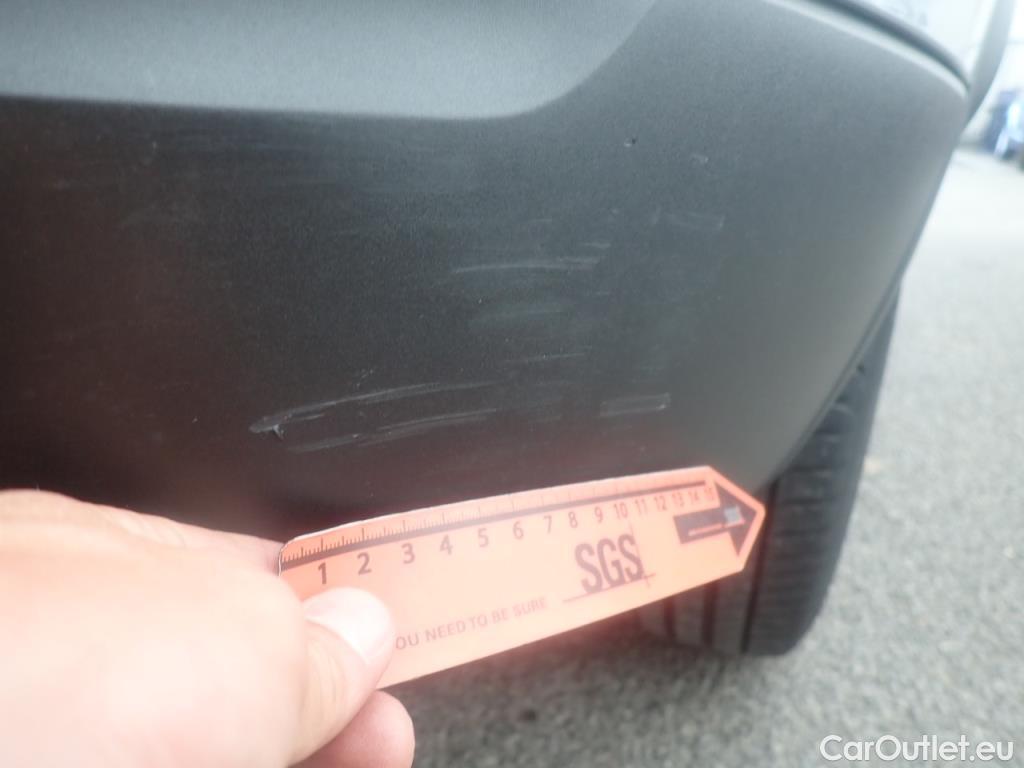 1 2 3 4 5 6 7 8 9 10 11 12 13 14 15
SGS
OU NEED TO BE SURE
CarOutlet.eu